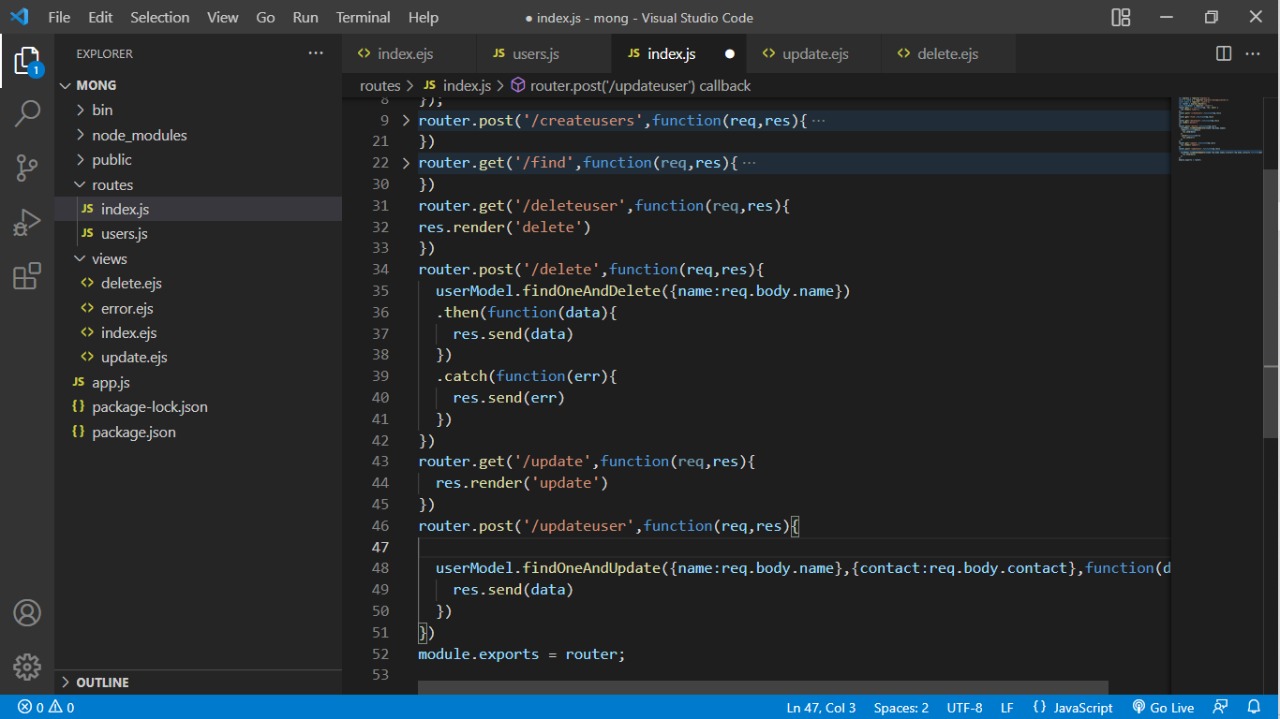 File Edit Selection View Go Run Terminal Help ● index.js - mong - Visual Studio Code
EXPLORER ···
1
MONG
bin
node_modules
public
routes
JS index.js
JS users.js
views
<> delete.ejs
<> error.ejs
<> index.ejs
<> update.ejs
JS app.js
{} package-lock.json
{} package.json
OUTLINE
<> index.ejs JS users.js JS index.js ● <> update.ejs <> delete.ejs ···
routes > JS index.js > router.post('/updateuser') callback
8 });
9 router.post('/createusers',function(req,res){ ···
21 })
22 router.get('/find',function(req,res){ ···
30 })
31 router.get('/deleteuser',function(req,res){
32 res.render('delete')
33 })
34 router.post('/delete',function(req,res){
35 userModel.findOneAndDelete({name:req.body.name})
36 .then(function(data){
37 res.send(data)
38 })
39 .catch(function(err){
40 res.send(err)
41 })
42 })
43 router.get('/update',function(req,res){
44 res.render('update')
45 })
46 router.post('/updateuser',function(req,res){
47
48 userModel.findOneAndUpdate({name:req.body.name},{contact:req.body.contact},function(d
49 res.send(data)
50 })
51 })
52 module.exports = router;
53
0 0 Ln 47, Col 3 Spaces: 2 UTF-8 LF {} JavaScript Go Live